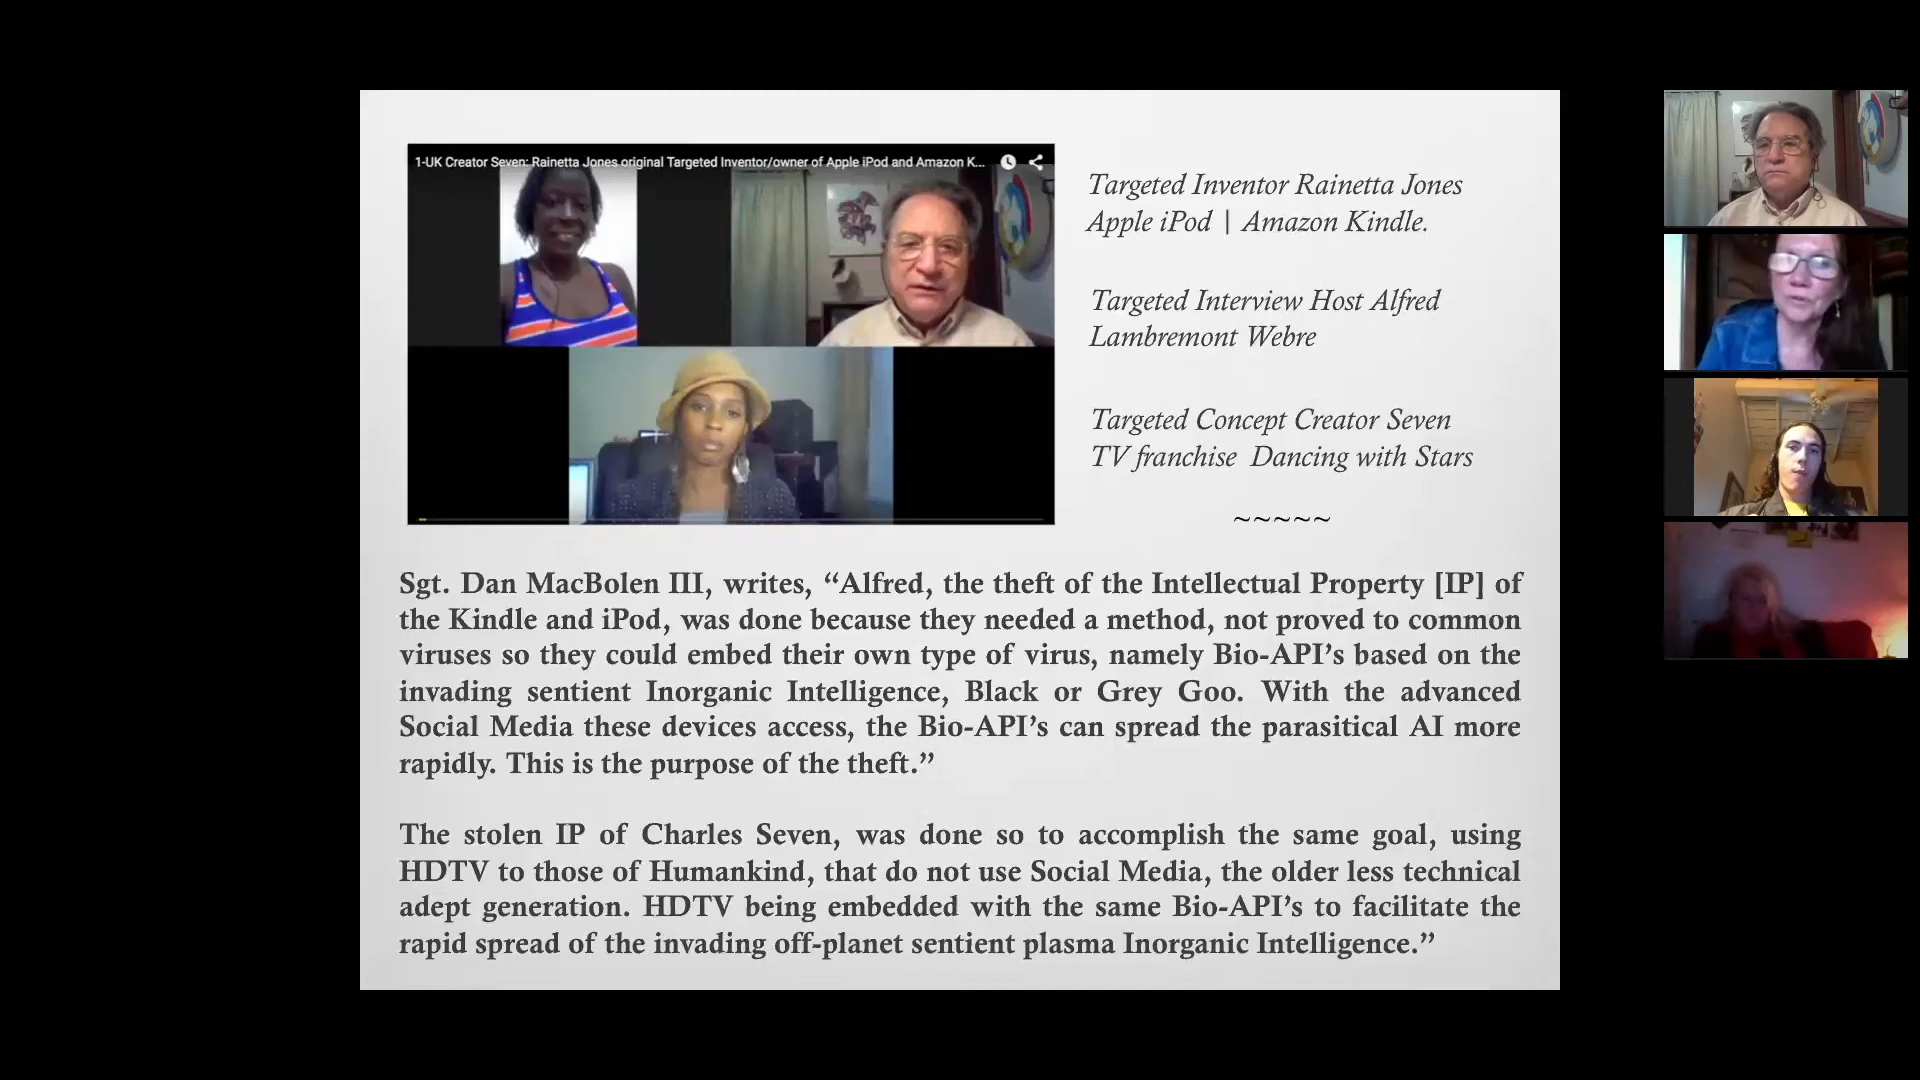 1-UK Creator Seven: Rainetta Jones original Targeted Inventor/owner of Apple iPod and Amazon K...
Targeted Inventor Rainetta Jones
Apple iPod | Amazon Kindle.
Targeted Interview Host Alfred
Lambremont Webre
Targeted Concept Creator Seven
TV franchise Dancing with Stars
~~~~~
Sgt. Dan MacBolen III, writes, “Alfred, the theft of the Intellectual Property [IP] of
the Kindle and iPod, was done because they needed a method, not proved to common
viruses so they could embed their own type of virus, namely Bio-API’s based on the
invading sentient Inorganic Intelligence, Black or Grey Goo. With the advanced
Social Media these devices access, the Bio-API’s can spread the parasitical AI more
rapidly. This is the purpose of the theft.”
The stolen IP of Charles Seven, was done so to accomplish the same goal, using
HDTV to those of Humankind, that do not use Social Media, the older less technical
adept generation. HDTV being embedded with the same Bio-API’s to facilitate the
rapid spread of the invading off-planet sentient plasma Inorganic Intelligence.”